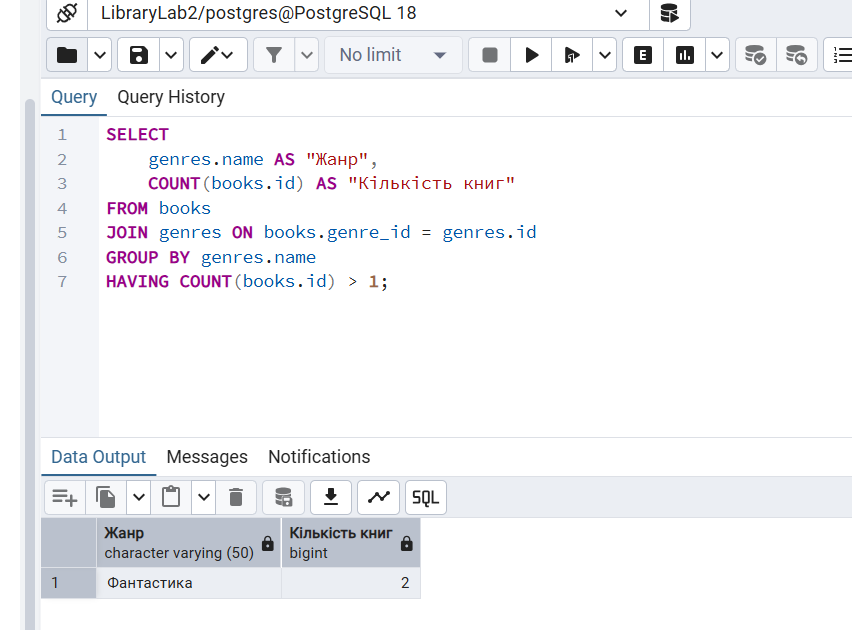 LibraryLab2/postgres@PostgreSQL 18
No limit
E
Query Query History
1 SELECT
2 genres.name AS "Жанр",
3 COUNT(books.id) AS "Кількість книг"
4 FROM books
5 JOIN genres ON books.genre_id = genres.id
6 GROUP BY genres.name
7 HAVING COUNT(books.id) > 1;
Data Output Messages Notifications
SQL
Жанр Кількість книг
character varying (50) bigint
1 Фантастика 2